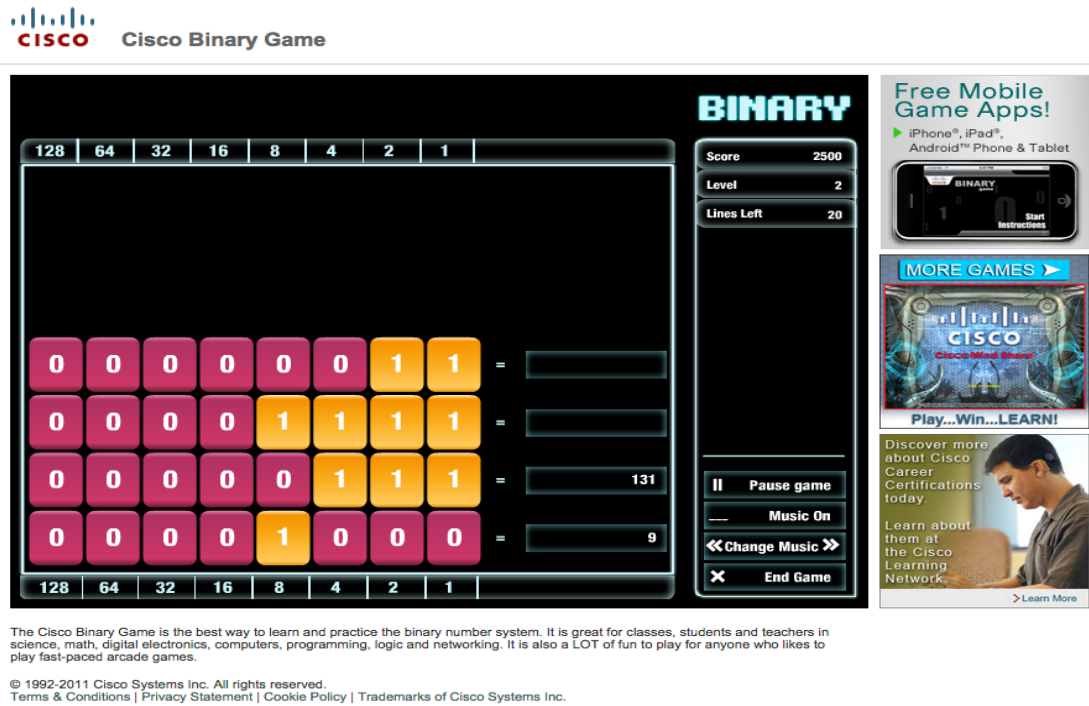 CISCO Cisco Binary Game
BINARY
128 64 32 16 8 4 2 1
Score 2500
Level 2
Lines Left 20
0 0 0 0 0 0 1 1 =
0 0 0 0 1 1 1 1 =
0 0 0 0 0 1 1 1 = 131
0 0 0 0 1 0 0 0 = 9
128 64 32 16 8 4 2 1
Pause game
Music On
Change Music
End Game
Free Mobile
Game Apps!
iPhone®, iPad®,
Android™ Phone & Tablet
BINARY
game
1 0 0
Start
Instructions
MORE GAMES
CISCO
Cisco Mind Share
Play...Win...LEARN!
Discover more
about Cisco
Career
Certifications
today.
Learn about
them at
the Cisco
Learning
Network.
Learn More
The Cisco Binary Game is the best way to learn and practice the binary number system. It is great for classes, students and teachers in
science, math, digital electronics, computers, programming, logic and networking. It is also a LOT of fun to play for anyone who likes to
play fast-paced arcade games.
© 1992-2011 Cisco Systems Inc. All rights reserved.
Terms & Conditions | Privacy Statement | Cookie Policy | Trademarks of Cisco Systems Inc.